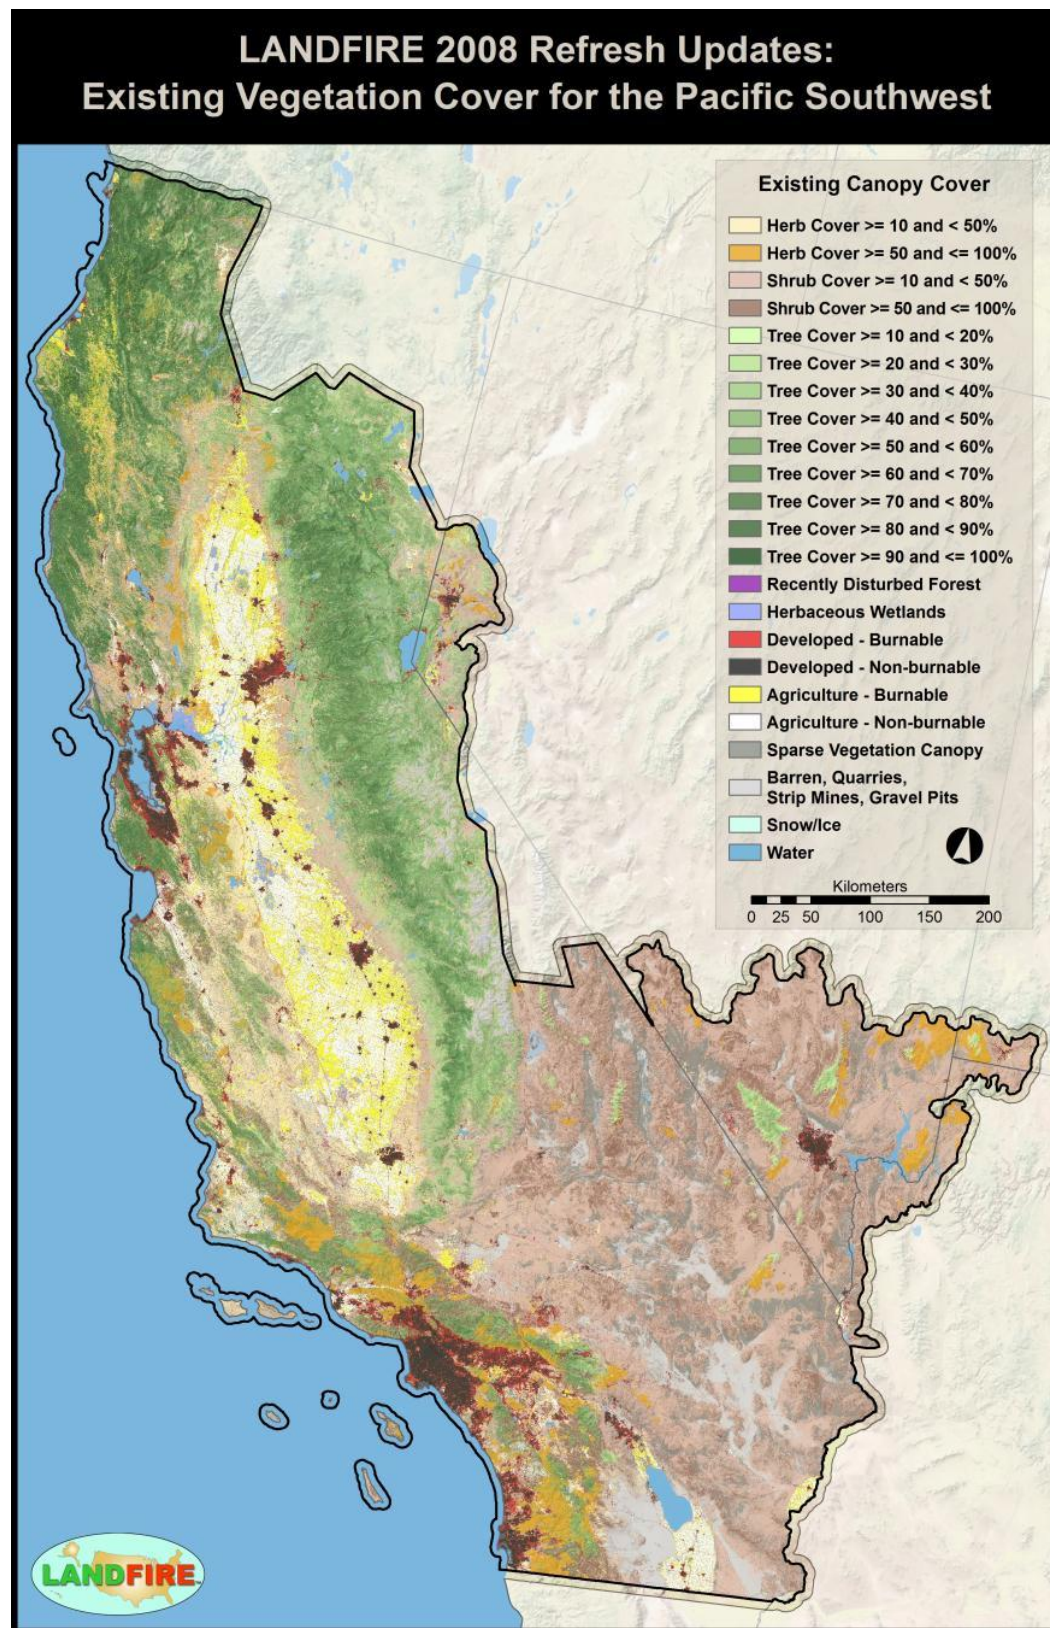 LANDFIRE 2008 Refresh Updates:
Existing Vegetation Cover for the Pacific Southwest
Existing Canopy Cover
Herb Cover >= 10 and < 50%
Herb Cover >= 50 and <= 100%
Shrub Cover >= 10 and < 50%
Shrub Cover >= 50 and <= 100%
Tree Cover >= 10 and < 20%
Tree Cover >= 20 and < 30%
Tree Cover >= 30 and < 40%
Tree Cover >= 40 and < 50%
Tree Cover >= 50 and < 60%
Tree Cover >= 60 and < 70%
Tree Cover >= 70 and < 80%
Tree Cover >= 80 and < 90%
Tree Cover >= 90 and <= 100%
Recently Disturbed Forest
Herbaceous Wetlands
Developed - Burnable
Developed - Non-burnable
Agriculture - Burnable
Agriculture - Non-burnable
Sparse Vegetation Canopy
Barren, Quarries,
Strip Mines, Gravel Pits
Snow/Ice
Water
Kilometers
0 25 50 100 150 200
LANDFIRE